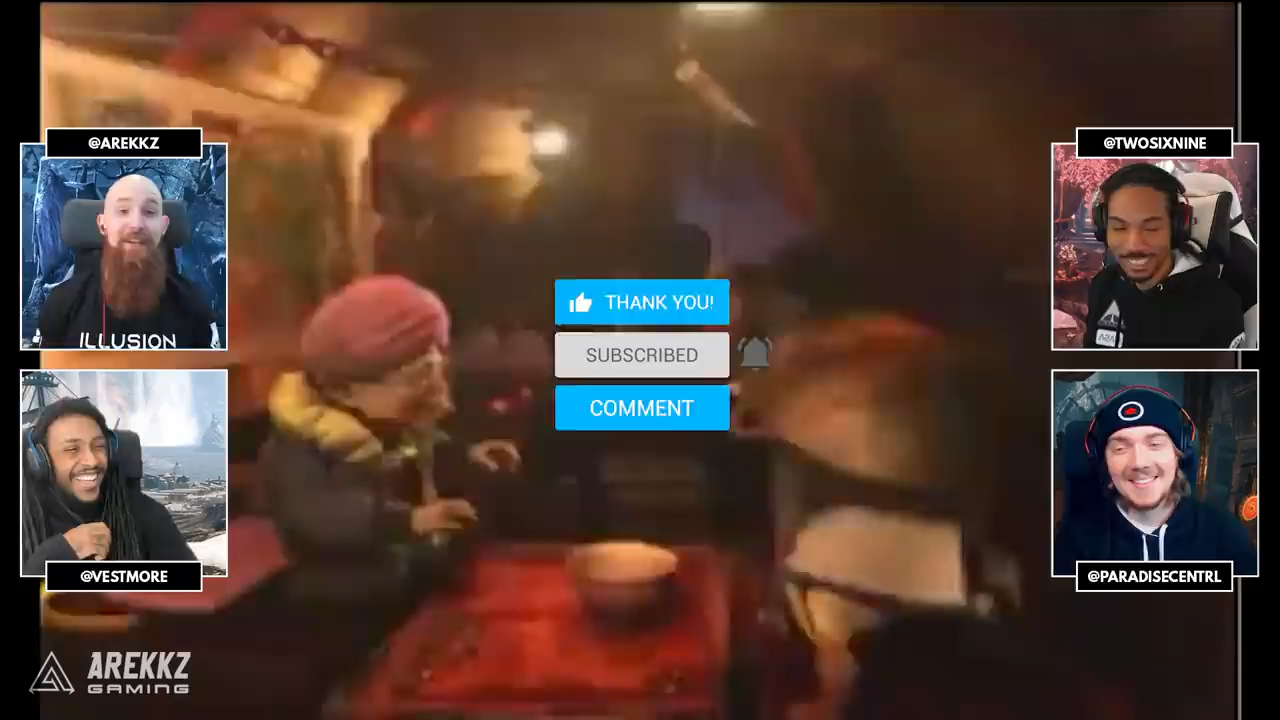 @AREKKZ
@TWOSIXNINE
ILLUSION
THANK YOU!
SUBSCRIBED
COMMENT
@VESTMORE
@PARADISECENTRL
AREKKZ
GAMING